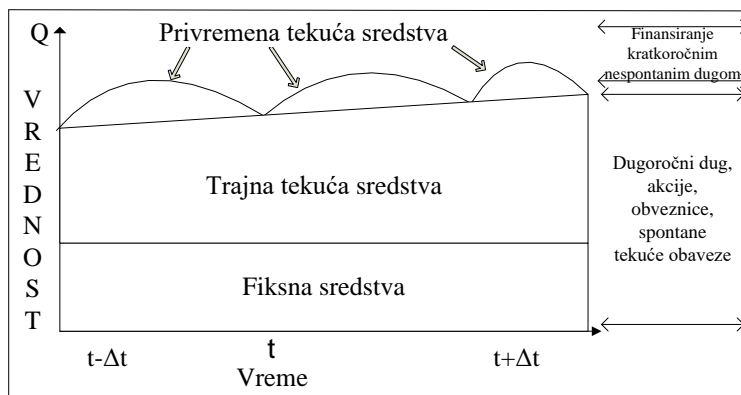 Q
VREDNOST
Privremena tekuća sredstva
Trajna tekuća sredstva
Fiksna sredstva
t-Δt
t
t+Δt
Vreme
Finansiranje
kratkoročnim
nespontanim dugom
Dugoročni dug,
akcije,
obveznice,
spontane
tekuće obaveze